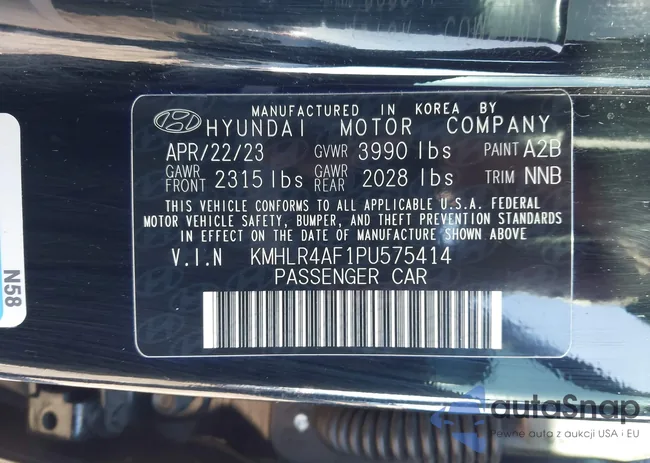 MANUFACTURED IN KOREA BY
HYUNDAI MOTOR COMPANY
APR/22/23 GVWR 3990 lbs PAINT A2B
GAWR FRONT 2315 lbs GAWR REAR 2028 lbs TRIM NNB
THIS VEHICLE CONFORMS TO ALL APPLICABLE U.S.A. FEDERAL
MOTOR VEHICLE SAFETY, BUMPER, AND THEFT PREVENTION STANDARDS
IN EFFECT ON THE DATE OF MANUFACTURE SHOWN ABOVE.
V.I.N KMHLR4AF1PU575414
PASSENGER CAR
N58
autoSnap
Pewne auta z aukcji USA i EU